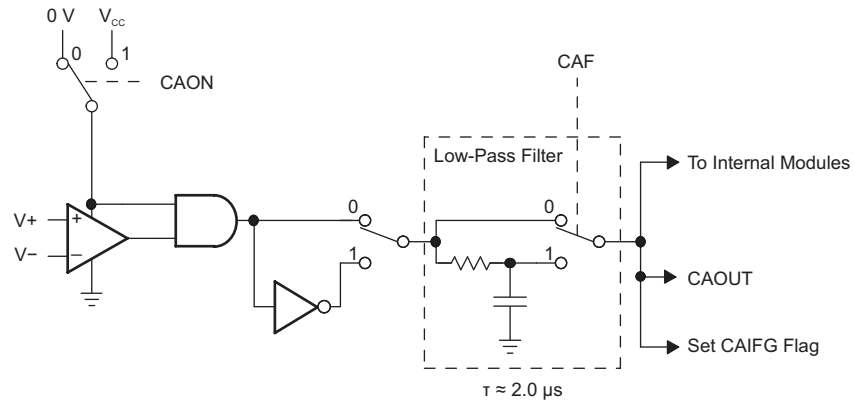 0 V
V_CC
0
1
CAON
CAF
Low-Pass Filter
To Internal Modules
V+
+
V−
−
0
1
0
1
CAOUT
Set CAIFG Flag
τ ≈ 2.0 µs